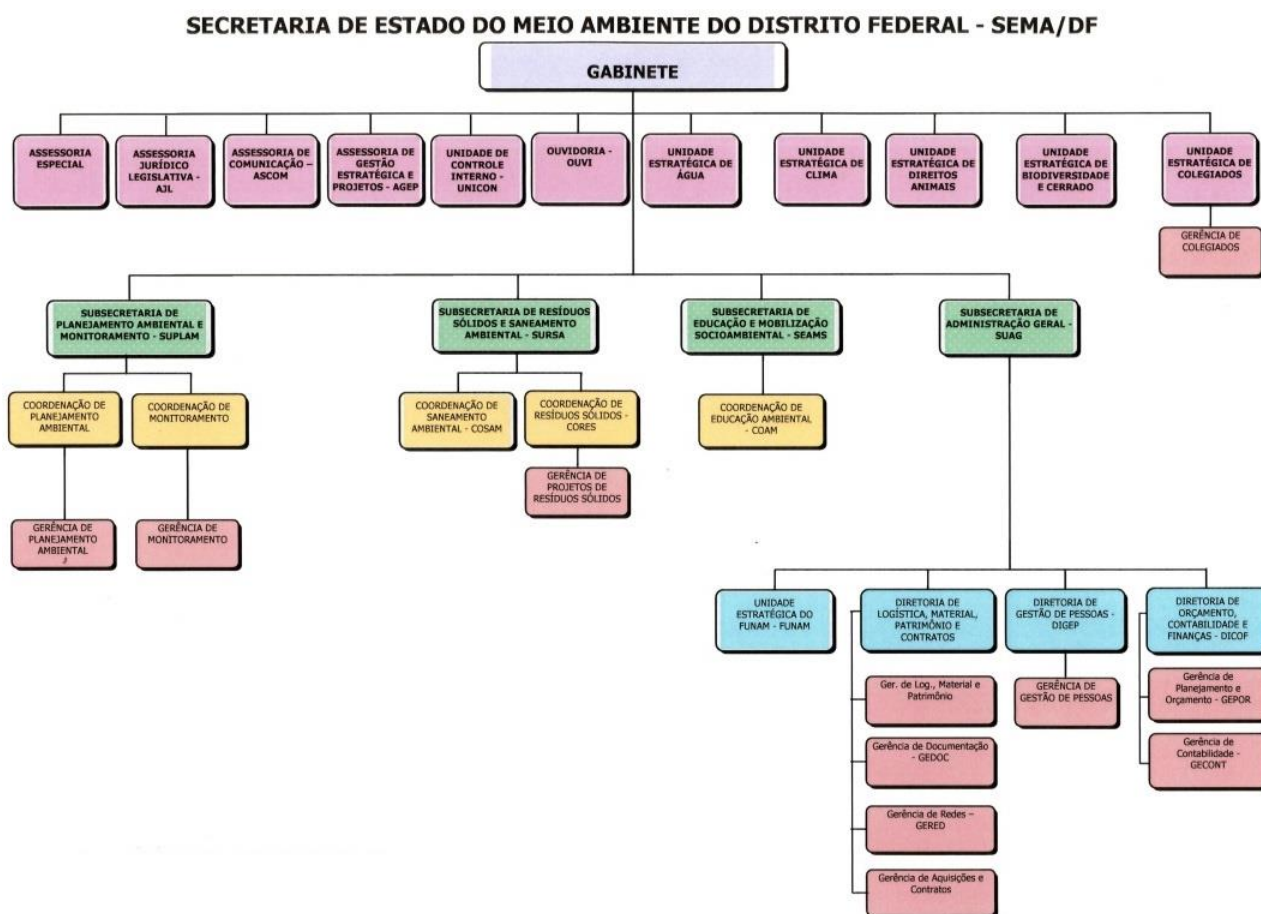 SECRETARIA DE ESTADO DO MEIO AMBIENTE DO DISTRITO FEDERAL - SEMA/DF
GABINETE
ASSESSORIA
ESPECIAL
ASSESSORIA
JURÍDICO
LEGISLATIVA -
AJL
ASSESSORIA DE
COMUNICAÇÃO –
ASCOM
ASSESSORIA DE
GESTÃO
ESTRATÉGICA E
PROJETOS - AGEP
UNIDADE DE
CONTROLE
INTERNO -
UNICON
OUVIDORIA -
OUVI
UNIDADE
ESTRATÉGICA DE
ÁGUA
UNIDADE
ESTRATÉGICA DE
CLIMA
UNIDADE
ESTRATÉGICA DE
DIREITOS
ANIMAIS
UNIDADE
ESTRATÉGICA DE
BIODIVERSIDADE
E CERRADO
UNIDADE
ESTRATÉGICA DE
COLEGIADOS
GERÊNCIA DE
COLEGIADOS
SUBSECRETARIA DE
PLANEJAMENTO AMBIENTAL E
MONITORAMENTO - SUPLAM
SUBSECRETARIA DE RESÍDUOS
SÓLIDOS E SANEAMENTO
AMBIENTAL - SURSA
SUBSECRETARIA DE
EDUCAÇÃO E MOBILIZAÇÃO
SOCIOAMBIENTAL - SEAMS
SUBSECRETARIA DE
ADMINISTRAÇÃO GERAL -
SUAG
COORDENAÇÃO DE
PLANEJAMENTO
AMBIENTAL
COORDENAÇÃO DE
MONITORAMENTO
COORDENAÇÃO DE
SANEAMENTO
AMBIENTAL - COSAM
COORDENAÇÃO DE
RESÍDUOS SÓLIDOS -
CORES
COORDENAÇÃO DE
EDUCAÇÃO AMBIENTAL
- COAM
GERÊNCIA DE
PROJETOS DE
RESÍDUOS SÓLIDOS
GERÊNCIA DE
PLANEJAMENTO
AMBIENTAL
GERÊNCIA DE
MONITORAMENTO
UNIDADE
ESTRATÉGICA DO
FUNAM - FUNAM
DIRETORIA DE
LOGÍSTICA, MATERIAL,
PATRIMÔNIO E
CONTRATOS
DIRETORIA DE
GESTÃO DE PESSOAS -
DIGEP
DIRETORIA DE
ORÇAMENTO,
CONTABILIDADE E
FINANÇAS - DICOF
Ger. de Log., Material e
Patrimônio
GERÊNCIA DE
GESTÃO DE PESSOAS
Gerência de
Planejamento e
Orçamento - GEPOR
Gerência de Documentação
- GEDOC
Gerência de
Contabilidade -
GECONT
Gerência de Redes –
GERED
Gerência de Aquisições e
Contratos